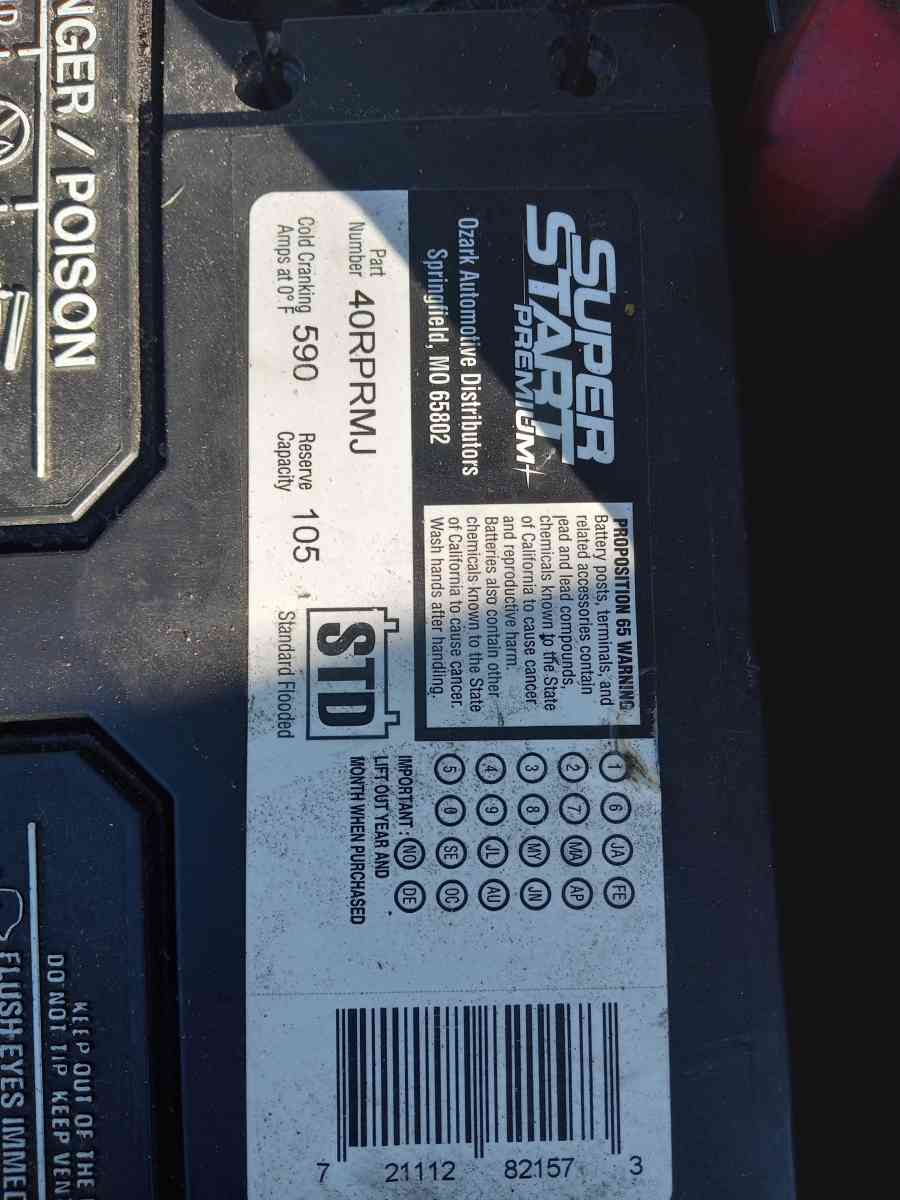 SUPER
START
PREMIUM+
Ozark Automotive Distributors
Springfield, MO 65802
Part
Number 40RPRMJ
Cold Cranking
Amps at 0° F 590
Reserve
Capacity 105
STD
Standard Flooded
PROPOSITION 65 WARNING
Battery posts, terminals, and
related accessories contain
lead and lead compounds,
chemicals known to the State
of California to cause cancer
and reproductive harm.
Batteries also contain other
chemicals known to the State
of California to cause cancer.
Wash hands after handling.
1 6 JA FE
2 7 MA AP
3 8 MY JN
4 9 JL AU
5 0 SE OC
IMPORTANT : NO DE
LIFT OUT YEAR AND
MONTH WHEN PURCHASED
7 21112 82157 3
NGER / POISON
KEEP OUT OF THE
DO NOT TIP KEEP VEN
FLUSH EYES IMMED